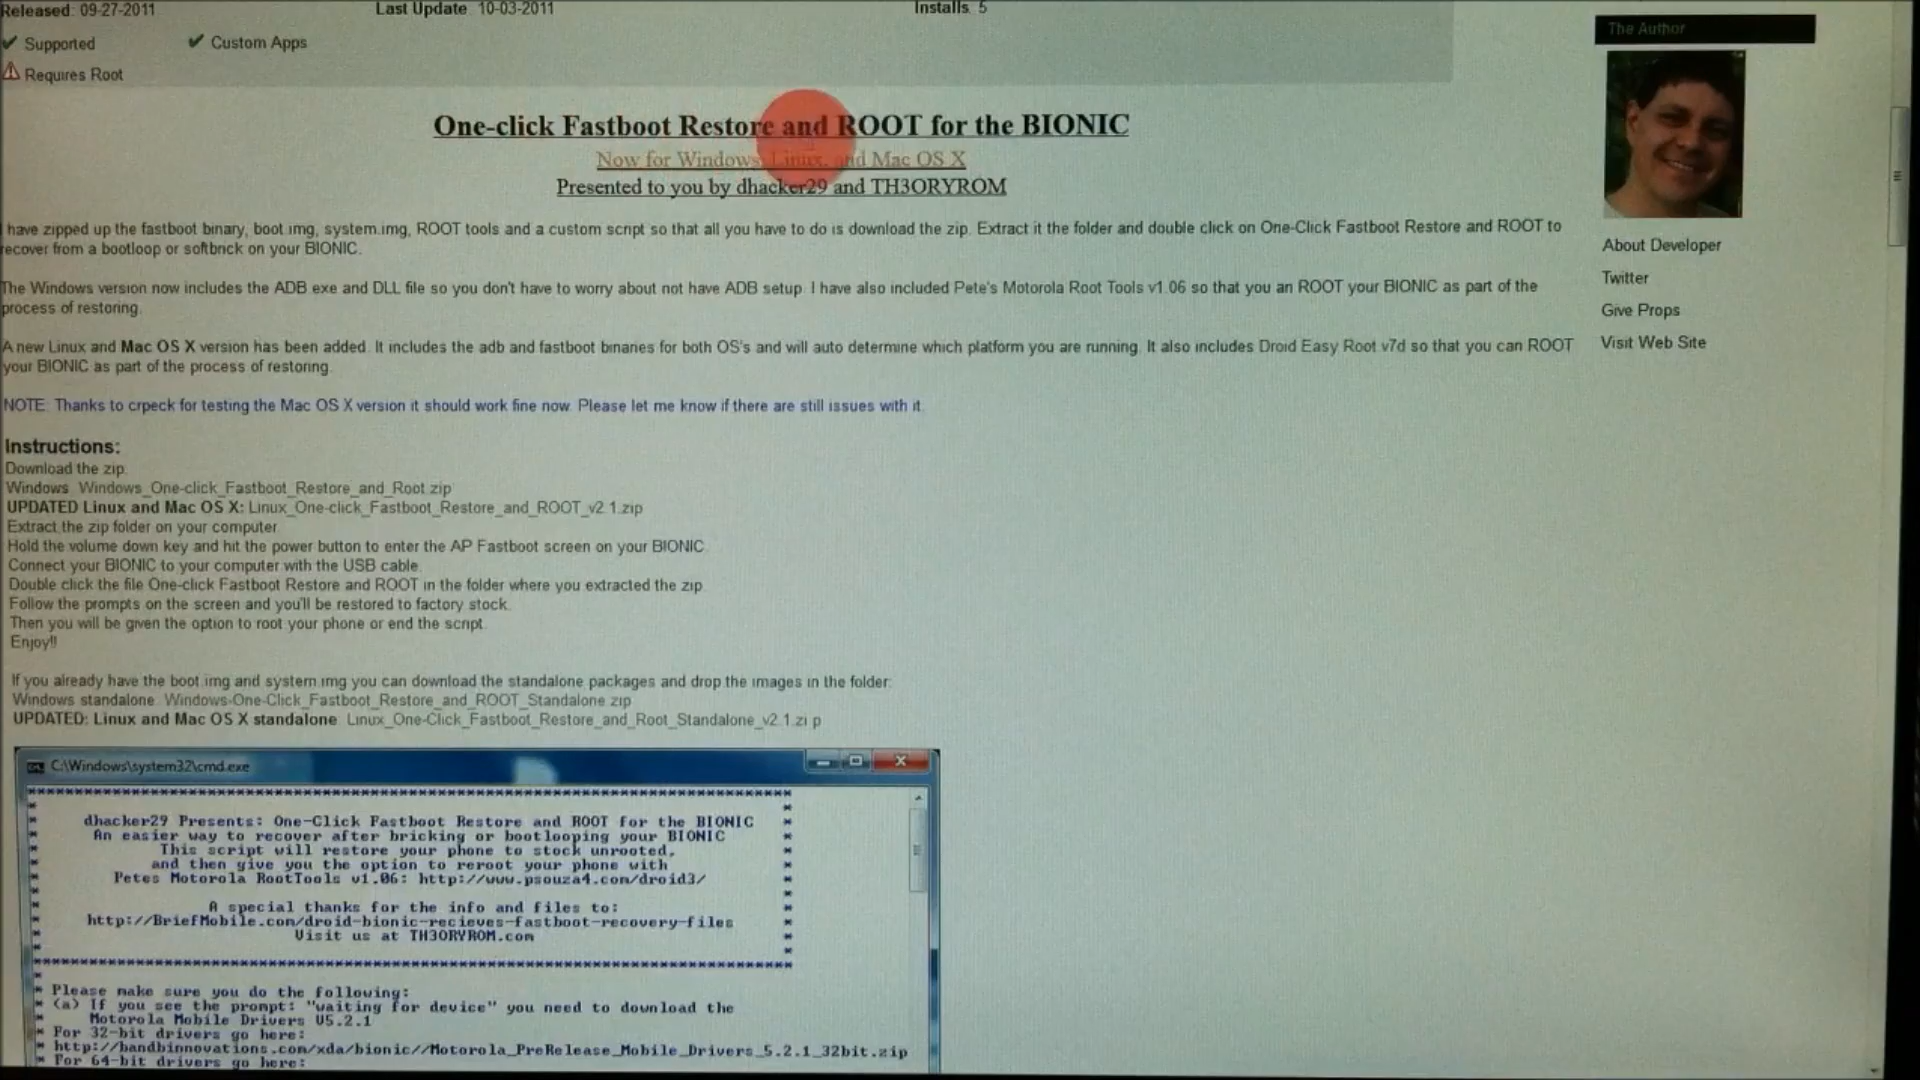 Released: 09-27-2011
Last Update: 10-03-2011
Installs: 5
Supported
Custom Apps
Requires Root
The Author
One-click Fastboot Restore and ROOT for the BIONIC
Now for Windows, Linux, and Mac OS X
Presented to you by dhacker29 and TH3ORYROM
I have zipped up the fastboot binary, boot.img, system.img, ROOT tools and a custom script so that all you have to do is download the zip. Extract it the folder and double click on One-Click Fastboot Restore and ROOT to
recover from a bootloop or softbrick on your BIONIC.
The Windows version now includes the ADB exe and DLL file so you don't have to worry about not have ADB setup. I have also included Pete's Motorola Root Tools v1.06 so that you an ROOT your BIONIC as part of the
process of restoring.
A new Linux and Mac OS X version has been added. It includes the adb and fastboot binaries for both OS's and will auto determine which platform you are running. It also includes Droid Easy Root v7d so that you can ROOT
your BIONIC as part of the process of restoring.
NOTE: Thanks to crpeck for testing the Mac OS X version it should work fine now. Please let me know if there are still issues with it.
About Developer
Twitter
Give Props
Visit Web Site
Instructions:
Download the zip.
Windows: Windows_One-click_Fastboot_Restore_and_Root.zip
UPDATED Linux and Mac OS X: Linux_One-click_Fastboot_Restore_and_ROOT_v2.1.zip
Extract the zip folder on your computer
Hold the volume down key and hit the power button to enter the AP Fastboot screen on your BIONIC.
Connect your BIONIC to your computer with the USB cable.
Double click the file One-click Fastboot Restore and ROOT in the folder where you extracted the zip.
Follow the prompts on the screen and you'll be restored to factory stock.
Then you will be given the option to root your phone or end the script.
Enjoy!!
If you already have the boot.img and system.img you can download the standalone packages and drop the images in the folder:
Windows standalone: Windows-One-Click_Fastboot_Restore_and_ROOT_Standalone.zip
UPDATED: Linux and Mac OS X standalone: Linux_One-Click_Fastboot_Restore_and_Root_Standalone_v2.1.zi p
C:\Windows\system32\cmd.exe
dhacker29 Presents: One-Click Fastboot Restore and ROOT for the BIONIC
An easier way to recover after bricking or bootlooping your BIONIC
This script will restore your phone to stock unrooted,
and then give you the option to reroot your phone with
Petes Motorola RootTools v1.06: http://www.psouza4.com/droid3/
A special thanks for the info and files to:
http://BriefMobile.com/droid-bionic-recieves-fastboot-recovery-files
Visit us at TH3ORYROM.com
* Please make sure you do the following:
* (a) If you see the prompt: "waiting for device" you need to download the
* Motorola Mobile Drivers V5.2.1
* For 32-bit drivers go here:
* http://bandbinnovations.com/xda/bionic//Motorola_PreRelease_Mobile_Drivers_5.2.1_32bit.zip
* For 64-bit drivers go here: